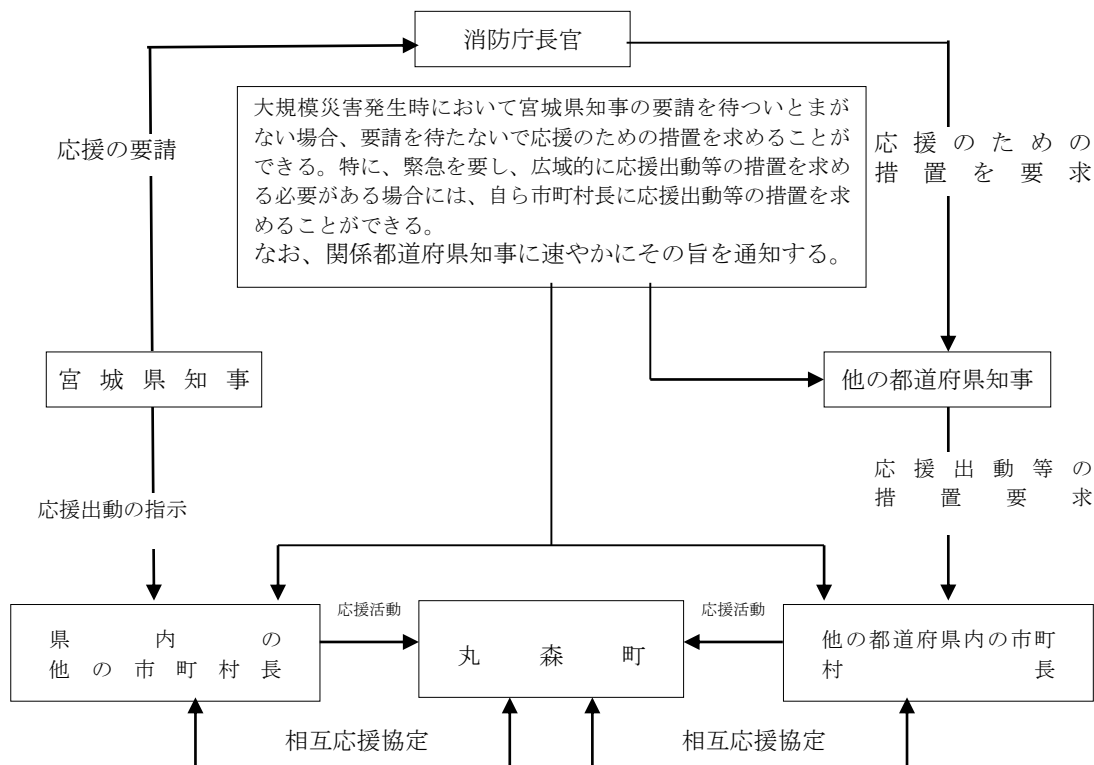 消防庁長官
大規模災害発生時において宮城県知事の要請を待ついとまが
ない場合、要請を待たないで応援のための措置を求めることが
できる。特に、緊急を要し、広域的に応援出動等の措置を求め
る必要がある場合には、自ら市町村長に応援出動等の措置を求
めることができる。
なお、関係都道府県知事に速やかにその旨を通知する。
応援の要請
応援のための
措置を要求
宮城県知事
他の都道府県知事
応援出動の指示
応援出動等の
措置要求
県内の
他の市町村長
応援活動
丸森町
応援活動
他の都道府県内の市町
村長
相互応援協定
相互応援協定